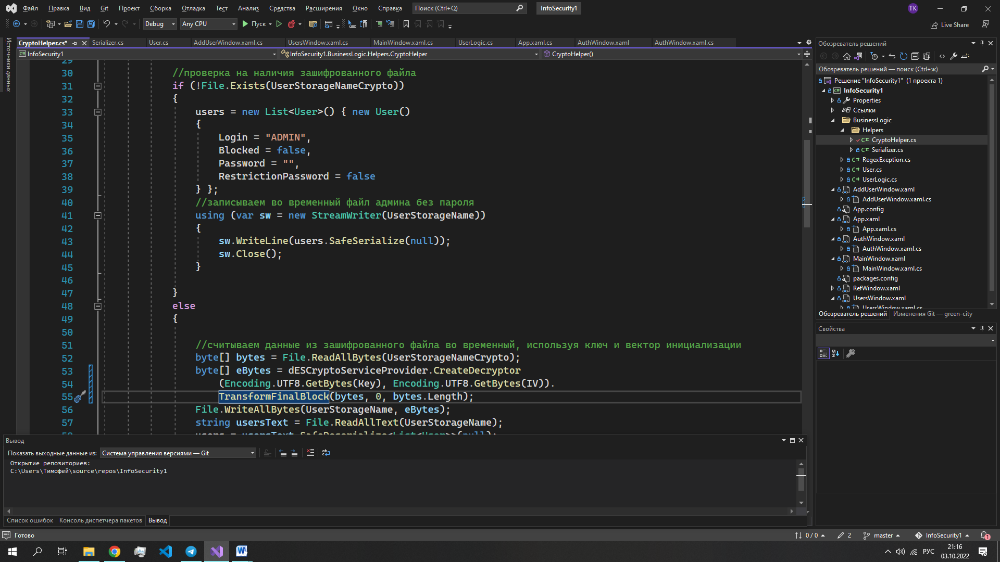 Файл Правка Вид Git Проект Сборка Отладка Тест Анализ Средства Расширения Окно Справка Поиск (Ctrl+Q) InfoSecurity1 TK
Debug Any CPU Пуск Live Share
Источники данных
CryptoHelper.cs* Serializer.cs User.cs AddUserWindow.xaml.cs UsersWindow.xaml.cs MainWindow.xaml.cs UserLogic.cs App.xaml.cs AuthWindow.xaml AuthWindow.xaml.cs
InfoSecurity1 InfoSecurity1.BusinessLogic.Helpers.CryptoHelper CryptoHelper()
29
30 //проверка на наличия зашифрованного файла
31 if (!File.Exists(UserStorageNameCrypto))
32 {
33 users = new List<User>() { new User()
34 {
35 Login = "ADMIN",
36 Blocked = false,
37 Password = "",
38 RestrictionPassword = false
39 } };
40 //записываем во временный файл админа без пароля
41 using (var sw = new StreamWriter(UserStorageName))
42 {
43 sw.WriteLine(users.SafeSerialize(null));
44 sw.Close();
45 }
46
47 }
48 else
49 {
50
51 //считываем данные из зашифрованного файла во временный, используя ключ и вектор инициализации
52 byte[] bytes = File.ReadAllBytes(UserStorageNameCrypto);
53 byte[] eBytes = dESCryptoServiceProvider.CreateDecryptor
54 (Encoding.UTF8.GetBytes(Key), Encoding.UTF8.GetBytes(IV)).
55 TransformFinalBlock(bytes, 0, bytes.Length);
56 File.WriteAllBytes(UserStorageName, eBytes);
57 string usersText = File.ReadAllText(UserStorageName);
58 users = usersText.SafeDeserialize<List<User>>(null);
Вывод
Показать выходные данные из: Система управления версиями — Git
Открытие репозиториев:
C:\Users\Тимофей\source\repos\InfoSecurity1
Список ошибок Консоль диспетчера пакетов Вывод
Обозреватель решений
Обозреватель решений — поиск (Ctrl+ж)
Решение "InfoSecurity1" (1 проекта 1)
InfoSecurity1
Properties
Ссылки
BusinessLogic
Helpers
C# CryptoHelper.cs
C# Serializer.cs
C# RegexExeption.cs
C# User.cs
C# UserLogic.cs
AddUserWindow.xaml
AddUserWindow.xaml.cs
App.config
App.xaml
App.xaml.cs
AuthWindow.xaml
AuthWindow.xaml.cs
MainWindow.xaml
MainWindow.xaml.cs
packages.config
RefWindow.xaml
UsersWindow.xaml
UsersWindow.xaml.cs
Обозреватель решений Изменения Git — green-city
Свойства
Готово 0 / 0 2 master InfoSecurity1 1
РУС 21:16
03.10.2022